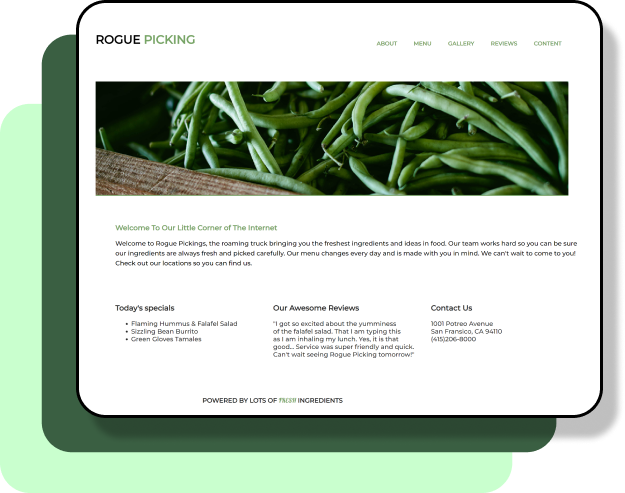 ROGUE PICKING
ABOUT MENU GALLERY REVIEWS CONTENT
Welcome To Our Little Corner of The Internet
Welcome to Rogue Pickings, the roaming truck bringing you the freshest ingredients and ideas in food. Our team works hard so you can be sure
our ingredients are always fresh and picked carefully. Our menu changes every day and is made with you in mind. We can't wait to come to you!
Check out our locations so you can find us.
Today's specials
• Flaming Hummus & Falafel Salad
• Sizzling Bean Burrito
• Green Gloves Tamales
Our Awesome Reviews
"I got so excited about the yumminess
of the falafel salad. That I am typing this
as I am inhaling my lunch. Yes, it is that
good... Service was super friendly and quick.
Can't wait seeing Rogue Picking tomorrow!"
Contact Us
1001 Potreo Avenue
San Fransico, CA 94110
(415)206-8000
POWERED BY LOTS OF FRESH INGREDIENTS